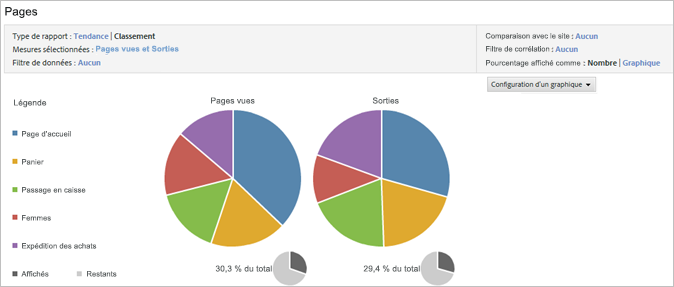 Pages
Type de rapport : Tendance | Classement
Mesures sélectionnées : Pages vues et Sorties
Filtre de données : Aucun
Comparaison avec le site : Aucun
Filtre de corrélation : Aucun
Pourcentage affiché comme : Nombre | Graphique
Configuration d'un graphique
Légende
Pages vues
Sorties
Page d'accueil
Panier
Passage en caisse
Femmes
Expédition des achats
Affichés
Restants
30,3 % du total
29,4 % du total